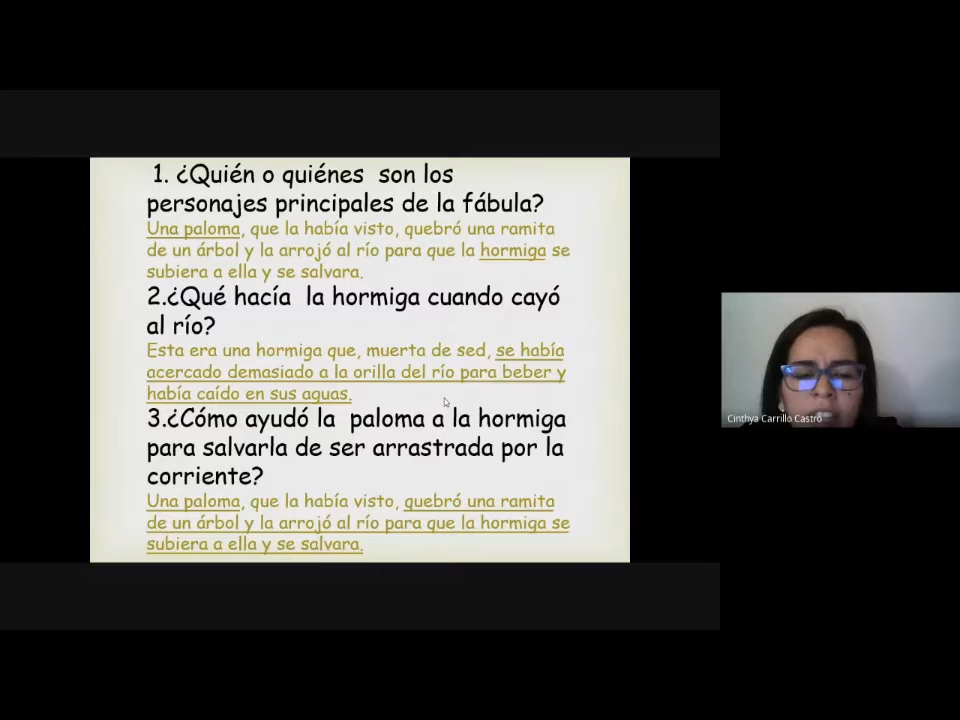 1. ¿Quién o quiénes  son los
personajes principales de la fábula?
Una paloma, que la había visto, quebró una ramita
de un árbol y la arrojó al río para que la hormiga se
subiera a ella y se salvara.
2.¿Qué hacía  la hormiga cuando cayó
al río?
Esta era una hormiga que, muerta de sed, se había
acercado demasiado a la orilla del río para beber y
había caído en sus aguas.
3.¿Cómo ayudó la  paloma a la hormiga
para salvarla de ser arrastrada por la
corriente?
Una paloma, que la había visto, quebró una ramita
de un árbol y la arrojó al río para que la hormiga se
subiera a ella y se salvara.
Cinthya Carrillo Castro